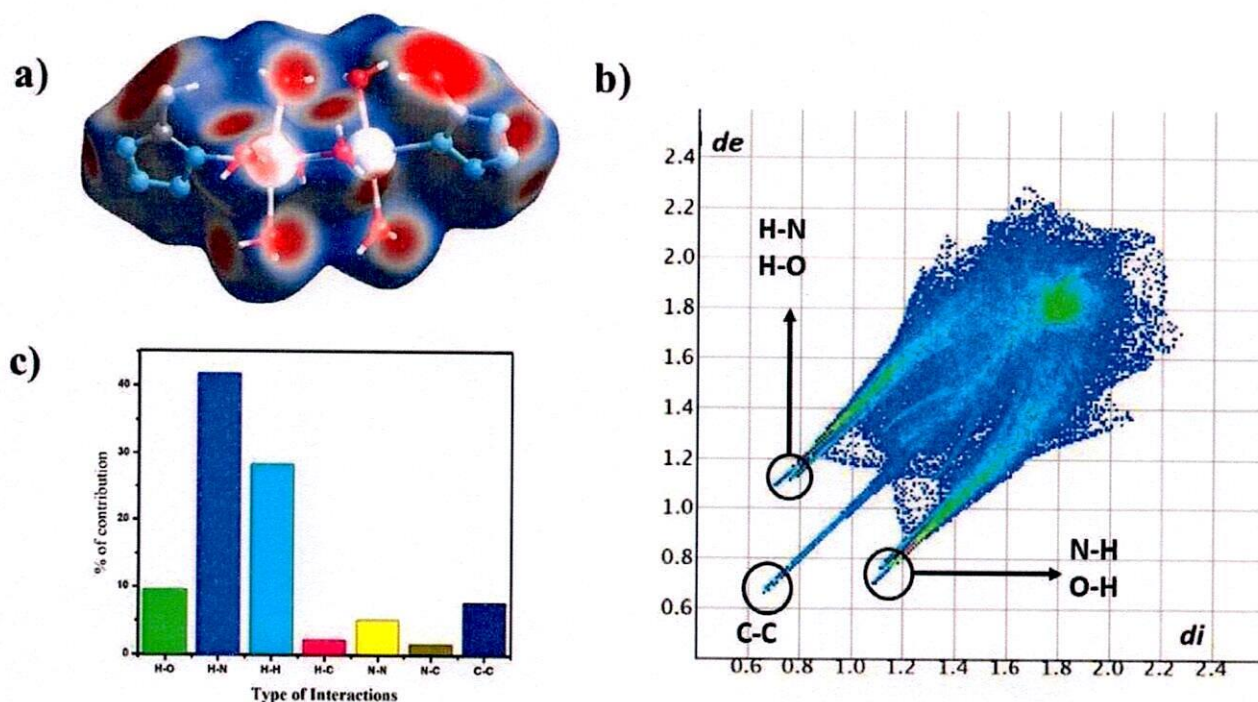 a)
b)
de
2.4
2.2
2.0
1.8
1.6
1.4
1.2
1.0
0.8
0.6
H-N
H-O
N-H
O-H
C-C
di
0.6 0.8 1.0 1.2 1.4 1.6 1.8 2.0 2.2 2.4
c)
% of contribution
40
30
20
10
0
H-O H-N H-H H-C N-N N-C C-C
Type of Interactions